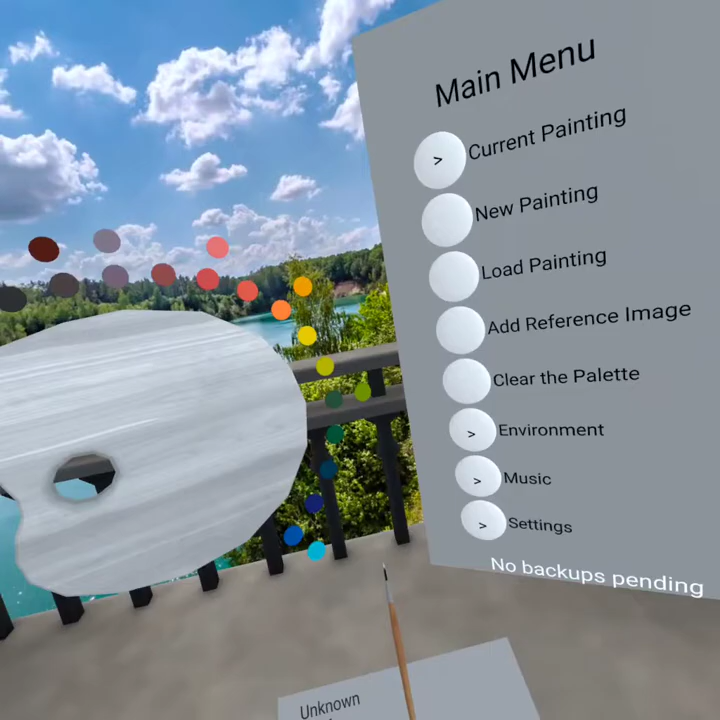 Main Menu
> Current Painting
New Painting
Load Painting
Add Reference Image
Clear the Palette
> Environment
> Music
> Settings
No backups pending
Unknown